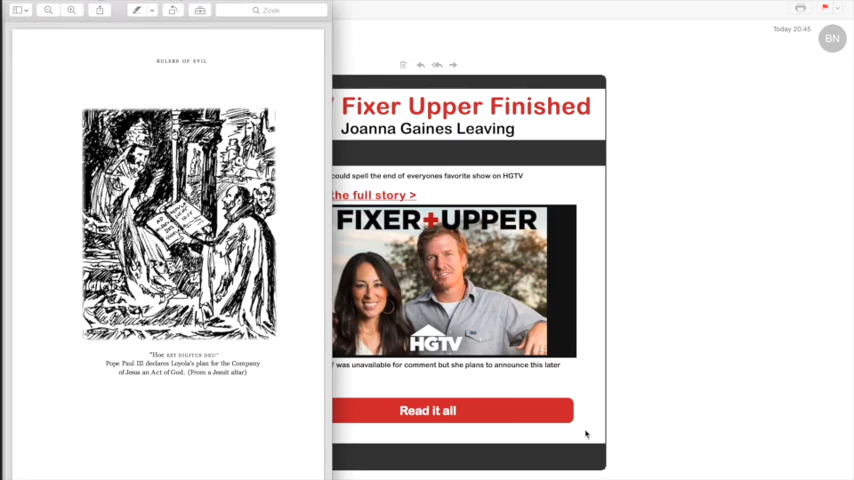 Zoek
RULERS OF EVIL
"Hoc EST DIGITUS DEI!"
Pope Paul III declares Loyola's plan for the Company
of Jesus an Act of God. (From a Jesuit altar)
Today 20:45
BN
Fixer Upper Finished
Joanna Gaines Leaving
could spell the end of everyones favorite show on HGTV
the full story >
FIXER+UPPER
HGTV
was unavailable for comment but she plans to announce this later
Read it all